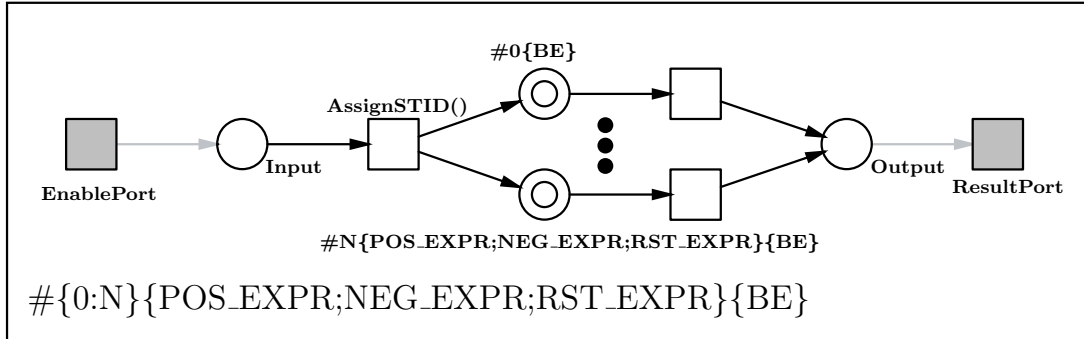 #0{BE}
AssignSTID()
Input
Output
EnablePort
ResultPort
#N{POS_EXPR;NEG_EXPR;RST_EXPR}{BE}
#{0:N}{POS_EXPR;NEG_EXPR;RST_EXPR}{BE}